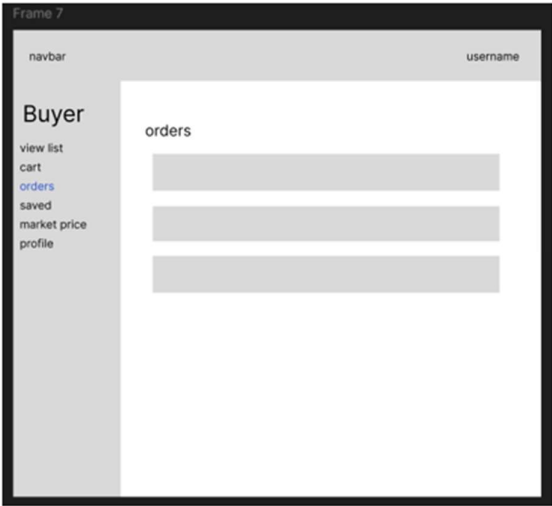 Frame 7
navbar
username
Buyer
view list
cart
orders
saved
market price
profile
orders